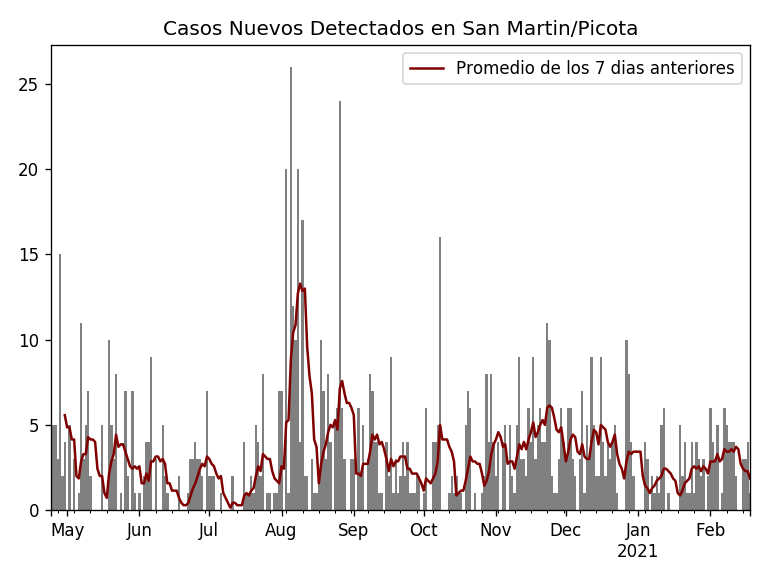 Casos Nuevos Detectados en San Martin/Picota
Promedio de los 7 dias anteriores
25
20
15
10
5
0
May Jun Jul Aug Sep Oct Nov Dec Jan Feb
2021